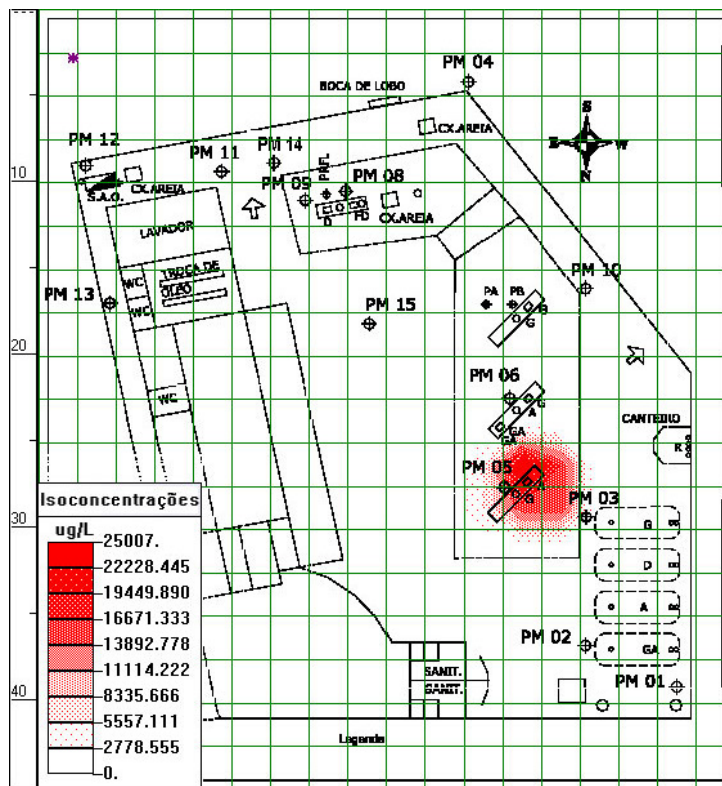 PM 04
BOCA DE LOBO
S
CX.AREIA
E
W
N
PM 12
PM 11
PM 14
10
CX.AREIA
S.A.O.
PM 09
PM 08
D
CX.AREIA
LAVADOR
WC
TROCA DE
ÓLEO
WC
PM 13
PM 10
PA
PB
G
PM 15
20
PM 06
G
A
GA
GA
WC
CANTEIRO
R
PM 05
A
G
PM 03
Isoconcentrações
ug/L
25007.
22228.445
19449.890
16671.333
13892.778
11114.222
8335.666
5557.111
2778.555
0.
30
G
D
A
PM 02
GA
SANIT.
SANIT.
PM 01
40
Legenda